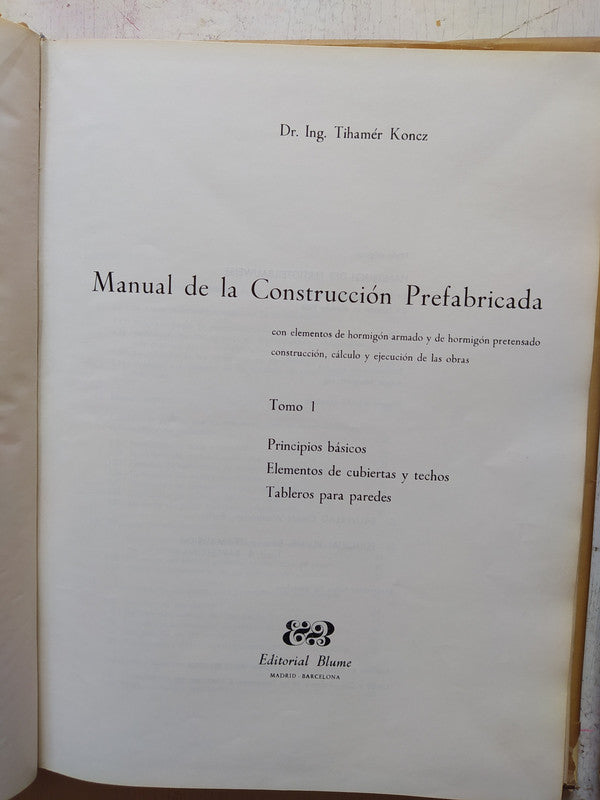 Dr. Ing. Tihamér Koncz
Manual de la Construcción Prefabricada
con elementos de hormigón armado y de hormigón pretensado
construcción, cálculo y ejecución de las obras
Tomo 1
Principios básicos
Elementos de cubiertas y techos
Tableros para paredes
Editorial Blume
MADRID - BARCELONA